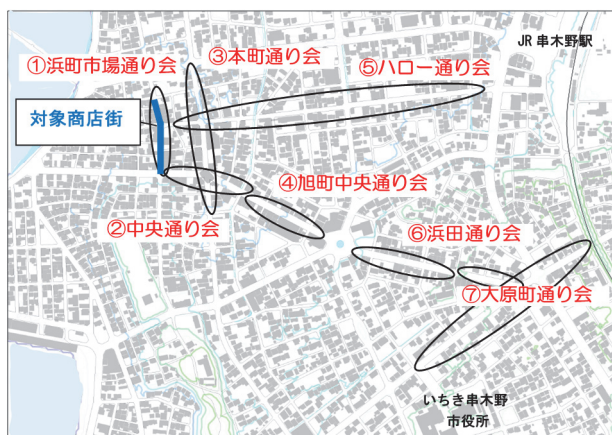 JR 串木野駅
③本町通り会
①浜町市場通り会
⑤ハロー通り会
対象商店街
④旭町中央通り会
②中央通り会
⑥浜田通り会
⑦大原町通り会
いちき串木野
市役所